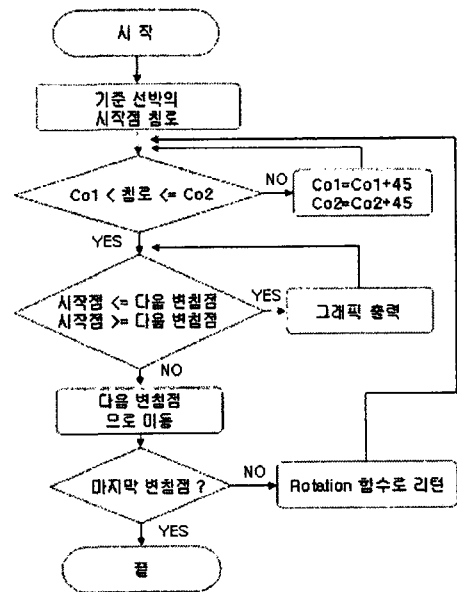 시 작
기준 선박의
시작점 침로
Co1 < 침로 <= Co2
NO
Co1=Co1+45
Co2=Co2+45
YES
시작점 <= 다음 변침점
시작점 >= 다음 변침점
YES
그래픽 출력
NO
다음 변침점
으로 이동
마지막 변침점 ?
NO
Rotation 함수로 리턴
YES
끝